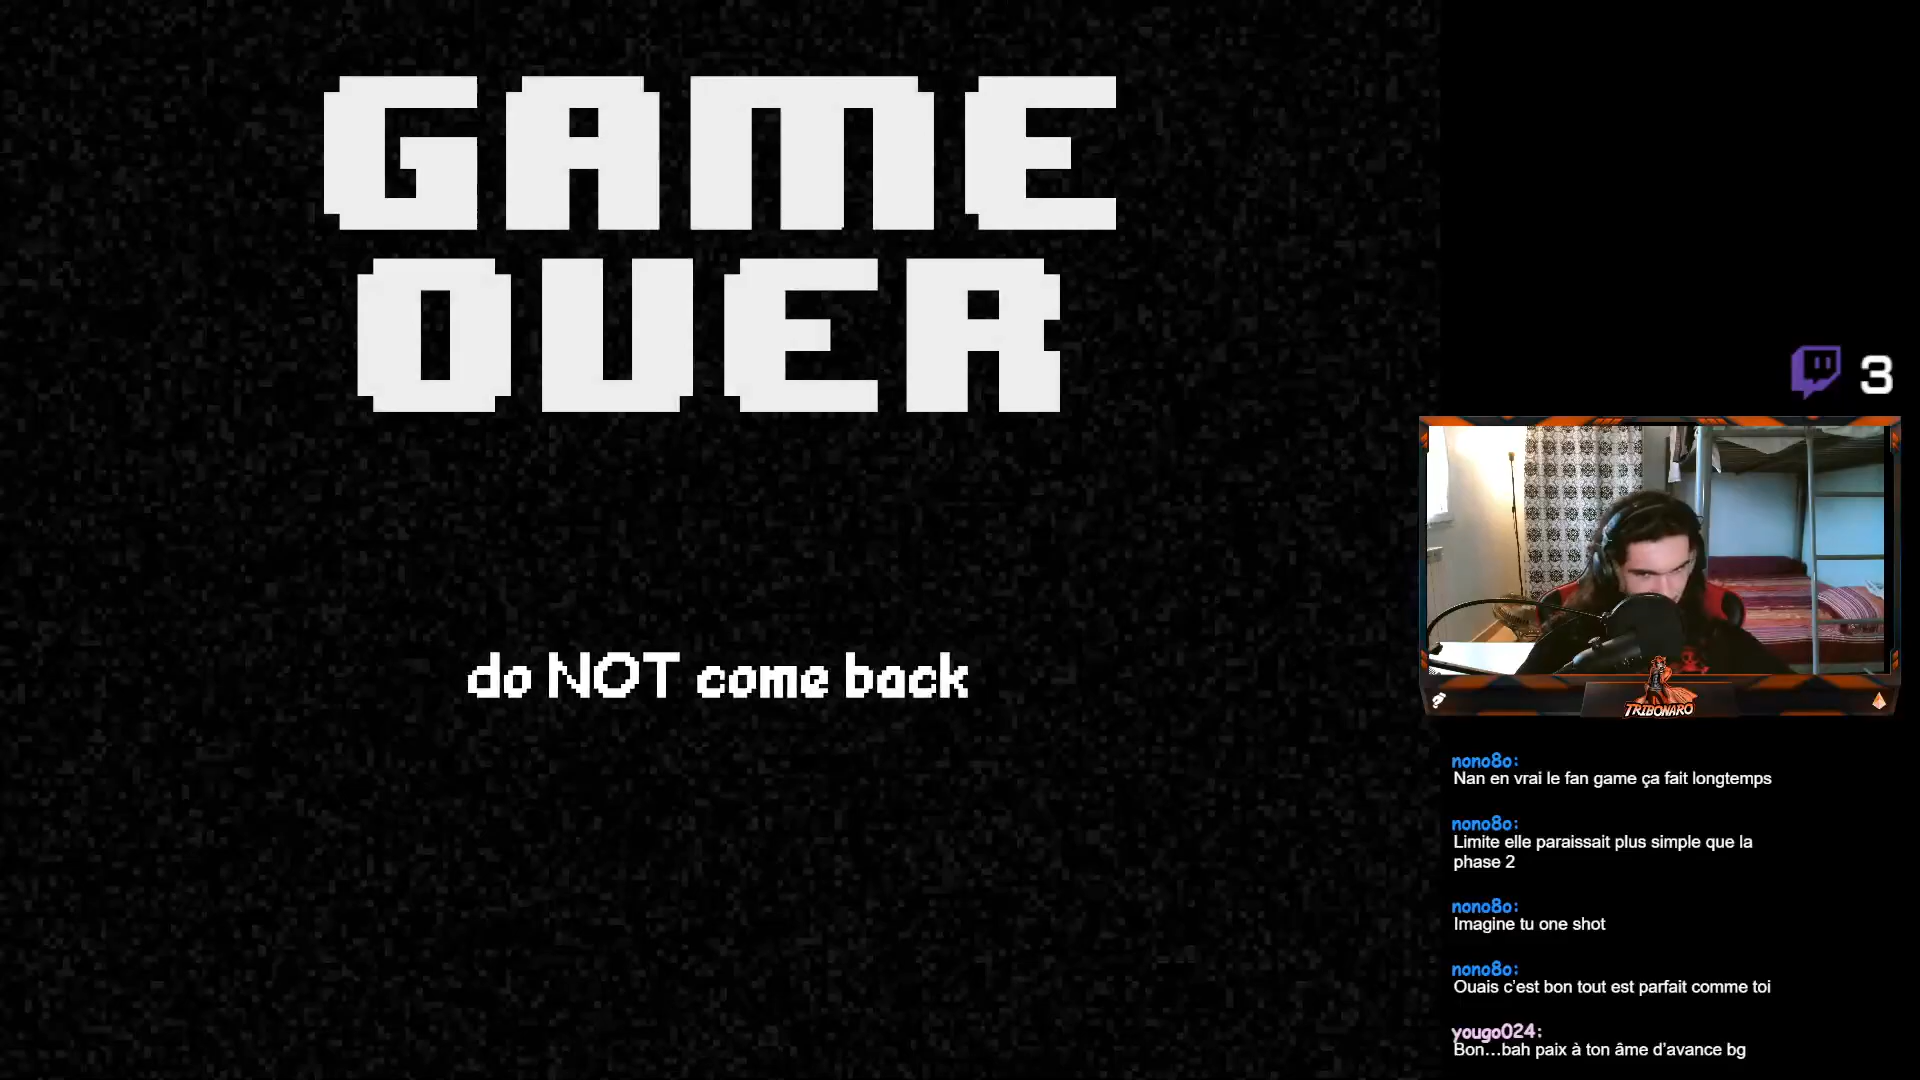 GAME
OVER
do NOT come back
3
TRIBONARO
nono8o:
Nan en vrai le fan game ça fait longtemps
nono8o:
Limite elle paraissait plus simple que la
phase 2
nono8o:
Imagine tu one shot
nono8o:
Ouais c'est bon tout est parfait comme toi
yougo024:
Bon...bah paix à ton âme d'avance bg